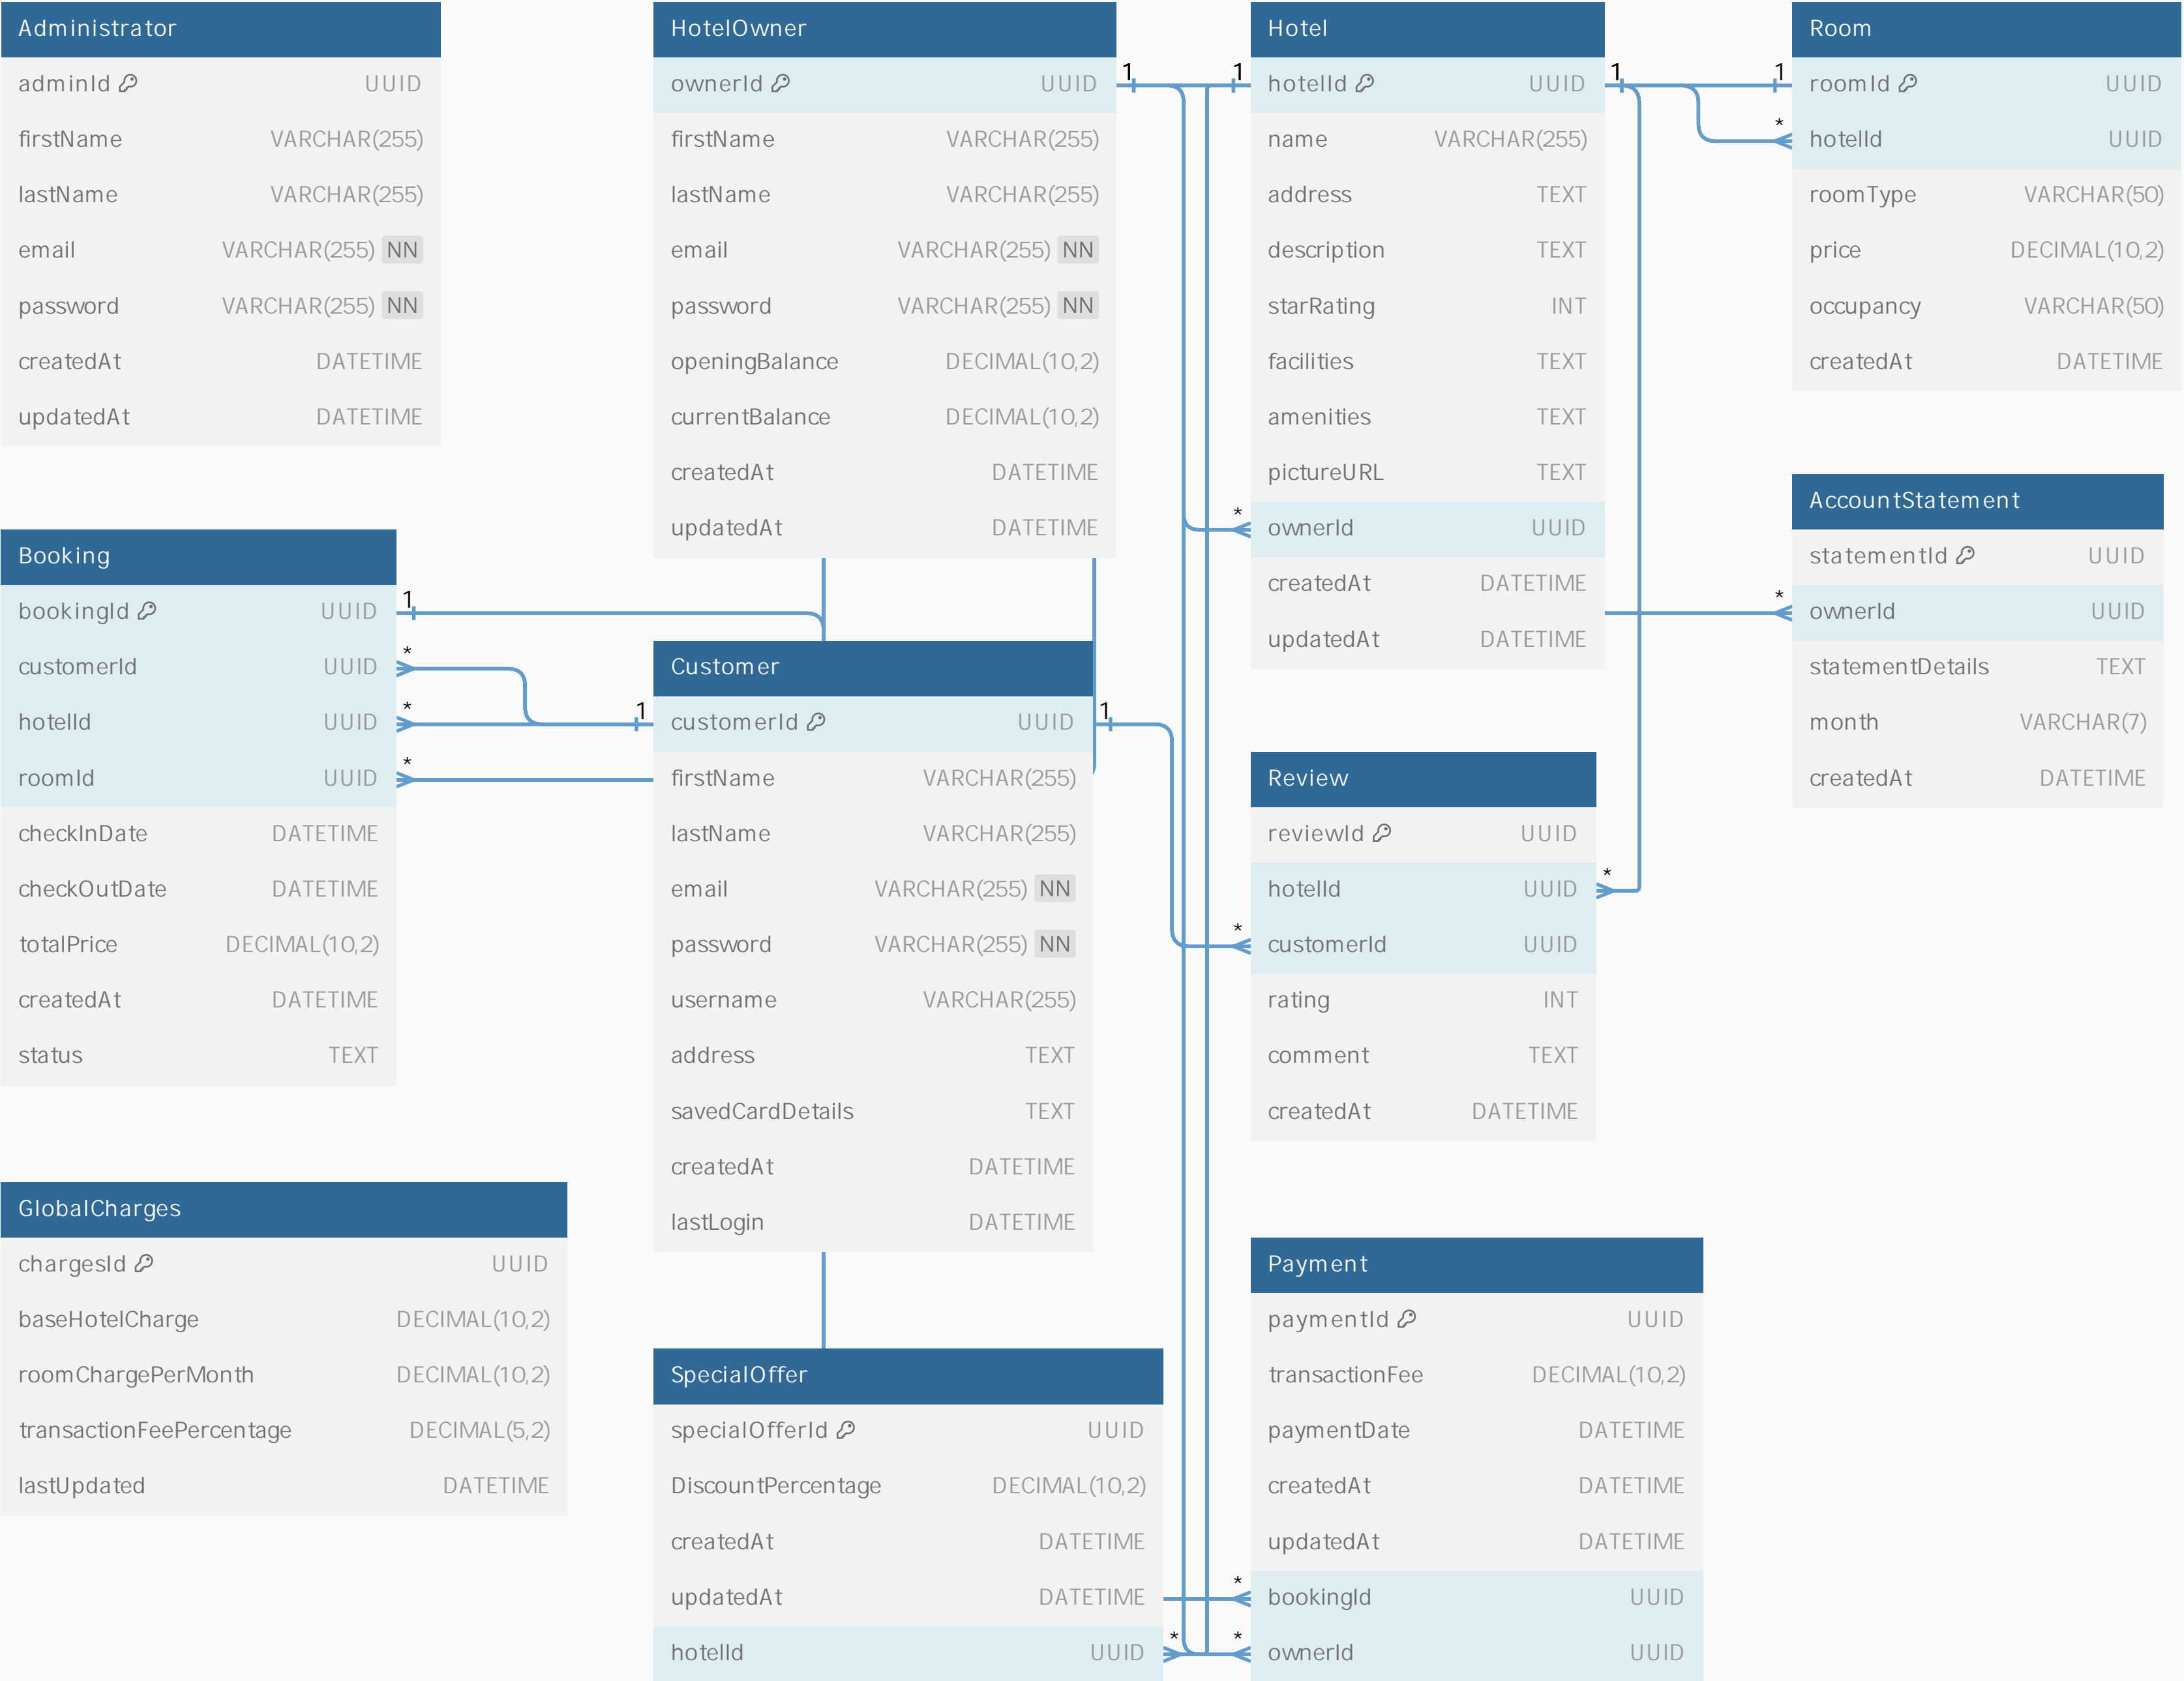 Administrator
adminId UUID
firstName VARCHAR(255)
lastName VARCHAR(255)
email VARCHAR(255) NN
password VARCHAR(255) NN
createdAt DATETIME
updatedAt DATETIME
HotelOwner
ownerId UUID 1
firstName VARCHAR(255)
lastName VARCHAR(255)
email VARCHAR(255) NN
password VARCHAR(255) NN
openingBalance DECIMAL(10,2)
currentBalance DECIMAL(10,2)
createdAt DATETIME
updatedAt DATETIME
Hotel
1 hotelId UUID 1
name VARCHAR(255)
address TEXT
description TEXT
starRating INT
facilities TEXT
amenities TEXT
pictureURL TEXT
* ownerId UUID
createdAt DATETIME
updatedAt DATETIME
Room
1 roomId UUID
* hotelId UUID
roomType VARCHAR(50)
price DECIMAL(10,2)
occupancy VARCHAR(50)
createdAt DATETIME
AccountStatement
statementId UUID
* ownerId UUID
statementDetails TEXT
month VARCHAR(7)
createdAt DATETIME
Booking
bookingId UUID 1
customerId UUID *
hotelId UUID *
roomId UUID *
checkInDate DATETIME
checkOutDate DATETIME
totalPrice DECIMAL(10,2)
createdAt DATETIME
status TEXT
Customer
1 customerId UUID 1
firstName VARCHAR(255)
lastName VARCHAR(255)
email VARCHAR(255) NN
password VARCHAR(255) NN
username VARCHAR(255)
address TEXT
savedCardDetails TEXT
createdAt DATETIME
lastLogin DATETIME
Review
reviewId UUID
hotelId UUID *
* customerId UUID
rating INT
comment TEXT
createdAt DATETIME
GlobalCharges
chargesId UUID
baseHotelCharge DECIMAL(10,2)
roomChargePerMonth DECIMAL(10,2)
transactionFeePercentage DECIMAL(5,2)
lastUpdated DATETIME
SpecialOffer
specialOfferId UUID
DiscountPercentage DECIMAL(10,2)
createdAt DATETIME
updatedAt DATETIME
hotelId UUID *
Payment
paymentId UUID
transactionFee DECIMAL(10,2)
paymentDate DATETIME
createdAt DATETIME
updatedAt DATETIME
* bookingId UUID
* ownerId UUID